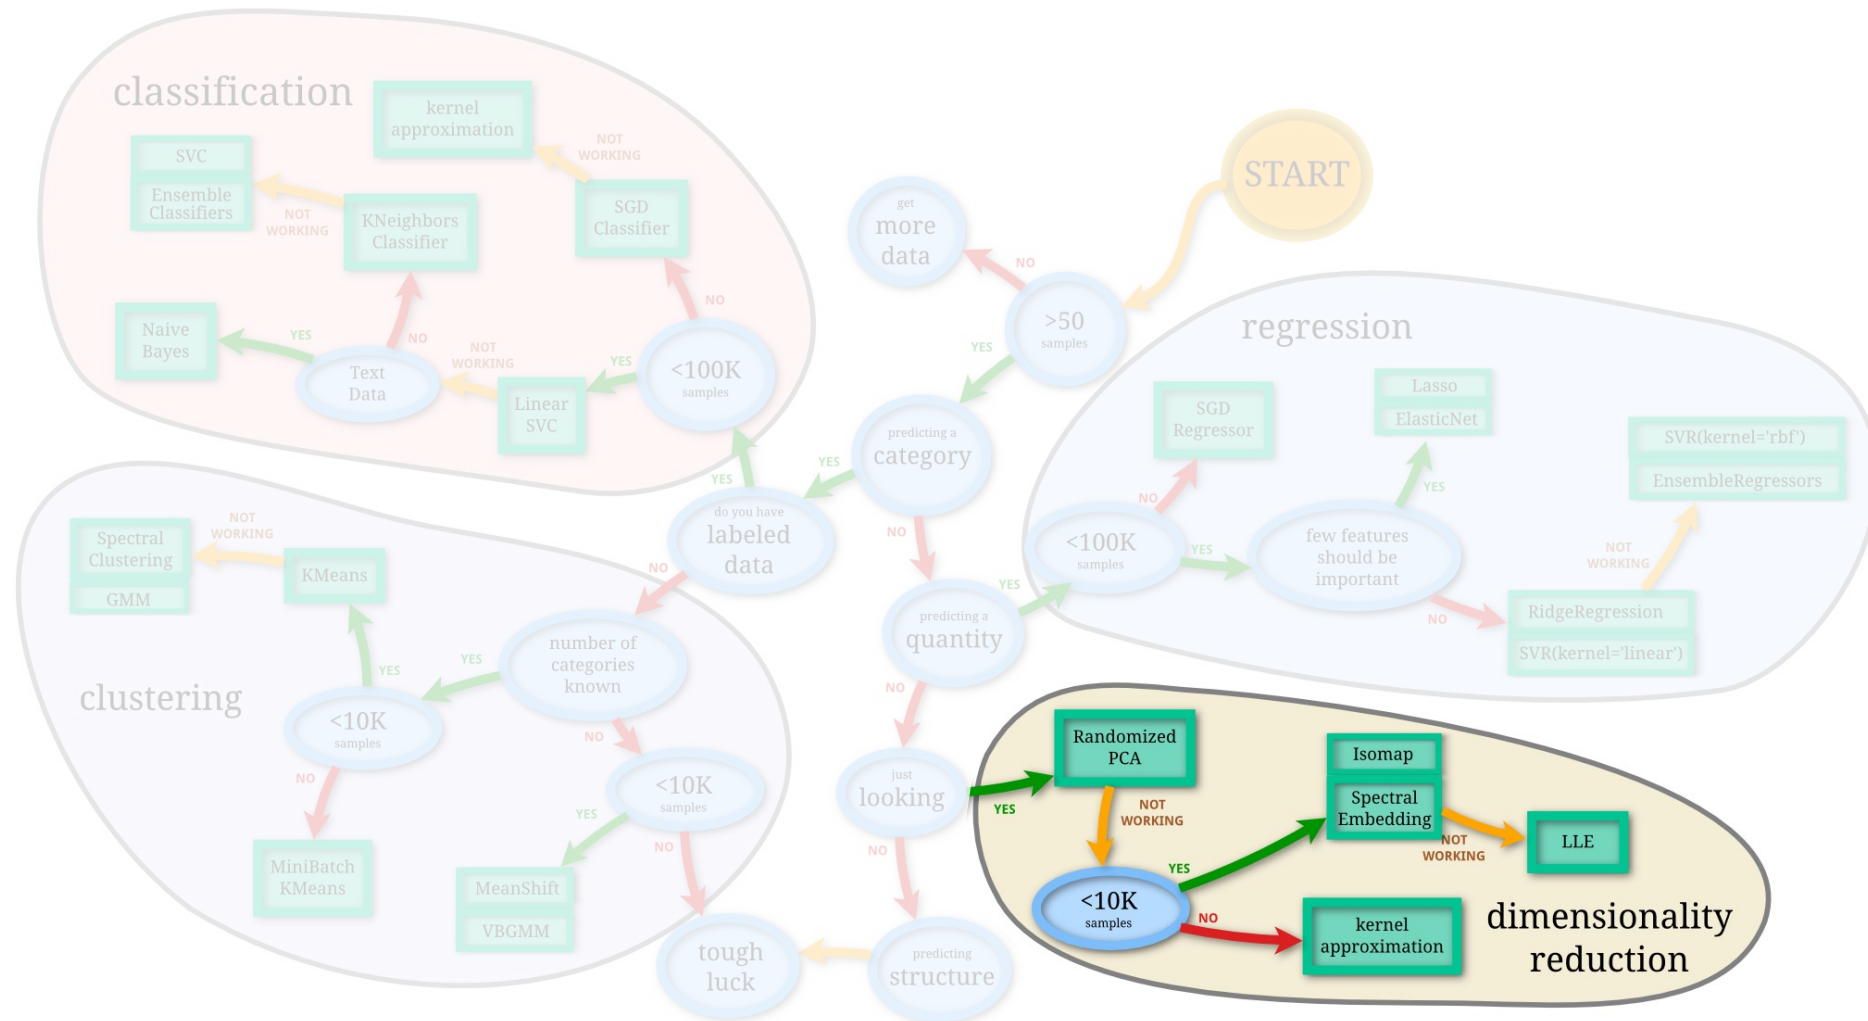 classification
kernel
approximation
NOT
WORKING
SVC
Ensemble
Classifiers
NOT
WORKING
KNeighbors
Classifier
SGD
Classifier
NO
Naive
Bayes
YES
NO
Text
Data
NOT
WORKING
Linear
SVC
YES
<100K
samples
START
get
more
data
NO
>50
samples
YES
predicting a
category
YES
YES
do you have
labeled
data
NO
NO
predicting a
quantity
YES
NO
just
looking
YES
NO
predicting
structure
tough
luck
regression
SGD
Regressor
Lasso
ElasticNet
SVR(kernel='rbf')
EnsembleRegressors
NO
<100K
samples
YES
few features
should be
important
YES
NOT
WORKING
NO
RidgeRegression
SVR(kernel='linear')
clustering
Spectral
Clustering
GMM
NOT
WORKING
KMeans
number of
categories
known
YES
YES
<10K
samples
NO
NO
<10K
samples
MiniBatch
KMeans
YES
NO
MeanShift
VBGMM
Randomized
PCA
NOT
WORKING
Isomap
Spectral
Embedding
NOT
WORKING
LLE
YES
<10K
samples
NO
kernel
approximation
dimensionality
reduction